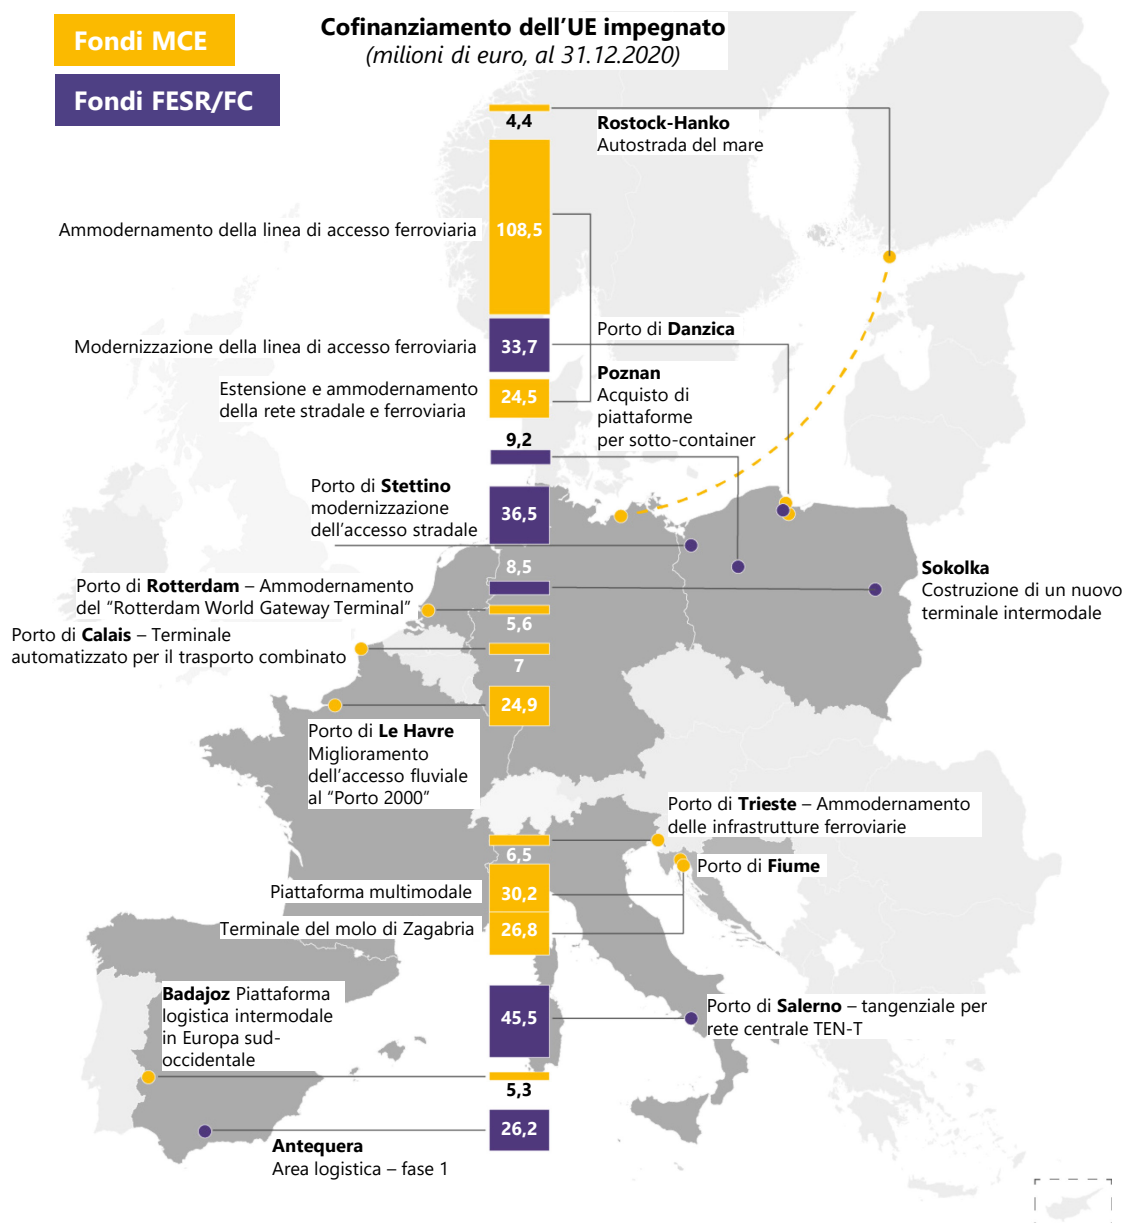 Fondi MCE
Fondi FESR/FC
Cofinanziamento dell’UE impegnato
(milioni di euro, al 31.12.2020)
4,4
Rostock-Hanko
Autostrada del mare
Ammodernamento della linea di accesso ferroviaria
108,5
Porto di Danzica
Modernizzazione della linea di accesso ferroviaria
33,7
Estensione e ammodernamento
della rete stradale e ferroviaria
24,5
Poznan
Acquisto di
piattaforme
per sotto-container
9,2
Porto di Stettino
modernizzazione
dell’accesso stradale
36,5
8,5
Sokolka
Costruzione di un nuovo
terminale intermodale
Porto di Rotterdam – Ammodernamento
del “Rotterdam World Gateway Terminal”
5,6
Porto di Calais – Terminale
automatizzato per il trasporto combinato
7
24,9
Porto di Le Havre
Miglioramento
dell’accesso fluviale
al “Porto 2000”
Porto di Trieste – Ammodernamento
delle infrastrutture ferroviarie
6,5
Porto di Fiume
Piattaforma multimodale
30,2
Terminale del molo di Zagabria
26,8
Badajoz Piattaforma
logistica intermodale
in Europa sud-
occidentale
45,5
Porto di Salerno – tangenziale per
rete centrale TEN-T
5,3
26,2
Antequera
Area logistica – fase 1